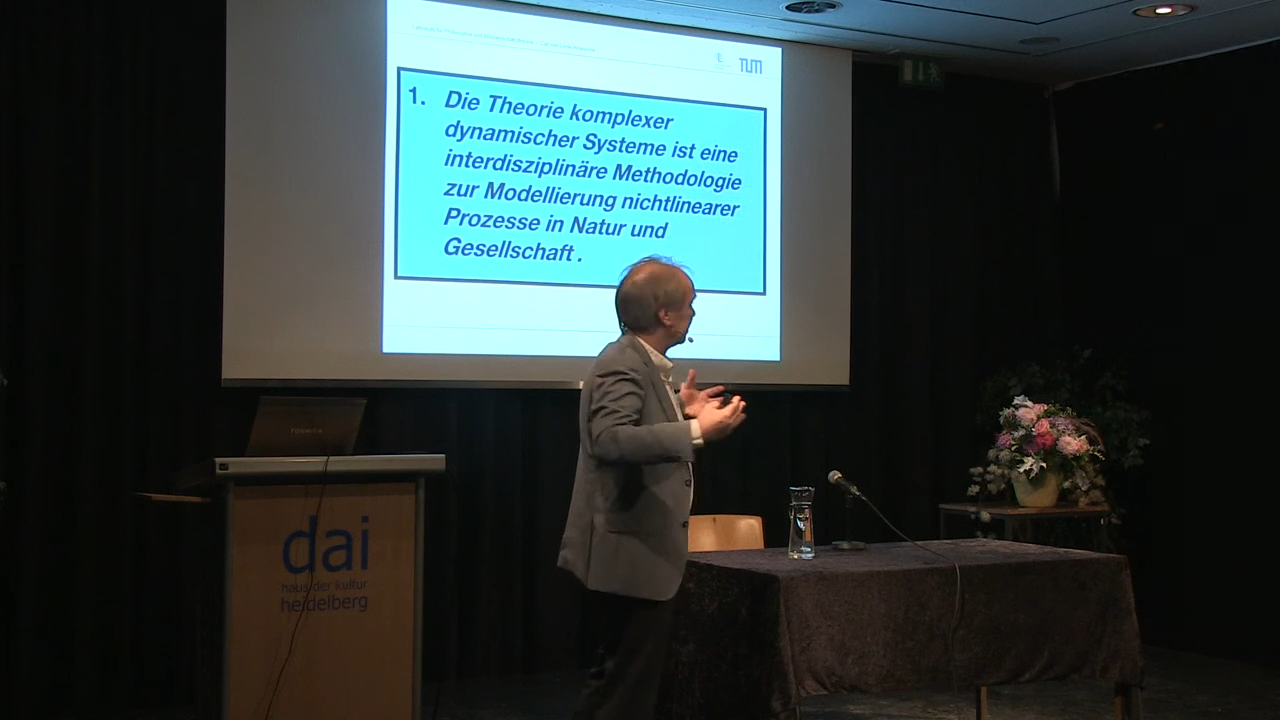 TUM
1. Die Theorie komplexer
dynamischer Systeme ist eine
interdisziplinäre Methodologie
zur Modellierung nichtlinearer
Prozesse in Natur und
Gesellschaft .
TOSHIBA
dai
haus der kultur
heidelberg